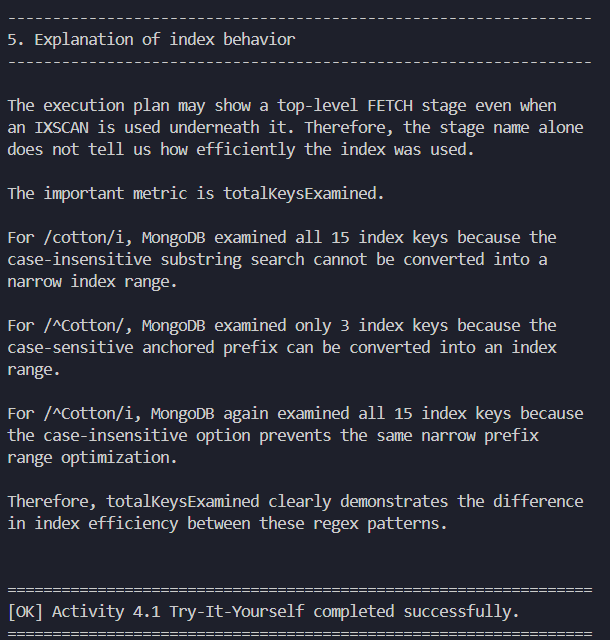 -----------------------------------------------------------------
5. Explanation of index behavior
-----------------------------------------------------------------
The execution plan may show a top-level FETCH stage even when
an IXSCAN is used underneath it. Therefore, the stage name alone
does not tell us how efficiently the index was used.
The important metric is totalKeysExamined.
For /cotton/i, MongoDB examined all 15 index keys because the
case-insensitive substring search cannot be converted into a
narrow index range.
For /^Cotton/, MongoDB examined only 3 index keys because the
case-sensitive anchored prefix can be converted into an index
range.
For /^Cotton/i, MongoDB again examined all 15 index keys because
the case-insensitive option prevents the same narrow prefix
range optimization.
Therefore, totalKeysExamined clearly demonstrates the difference
in index efficiency between these regex patterns.
=================================================================
[OK] Activity 4.1 Try-It-Yourself completed successfully.
=================================================================